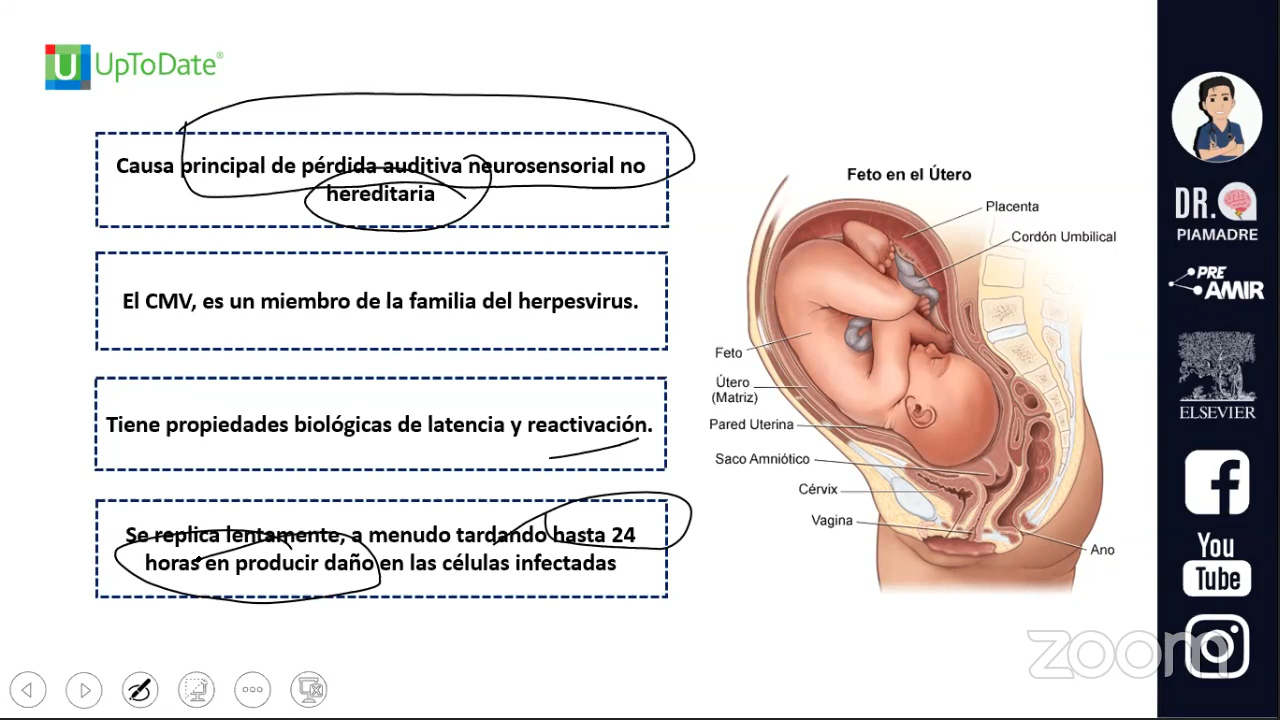 UpToDate®
Causa principal de pérdida auditiva neurosensorial no
hereditaria
El CMV, es un miembro de la familia del herpesvirus.
Tiene propiedades biológicas de latencia y reactivación.
Se replica lentamente, a menudo tardando hasta 24
horas en producir daño en las células infectadas
Feto en el Útero
Placenta
Cordón Umbilical
Feto
Útero
(Matriz)
Pared Uterina
Saco Amniótico
Cérvix
Vagina
Ano
DR.
PIAMADRE
PRE
AMIR
ELSEVIER
You
Tube
zoom